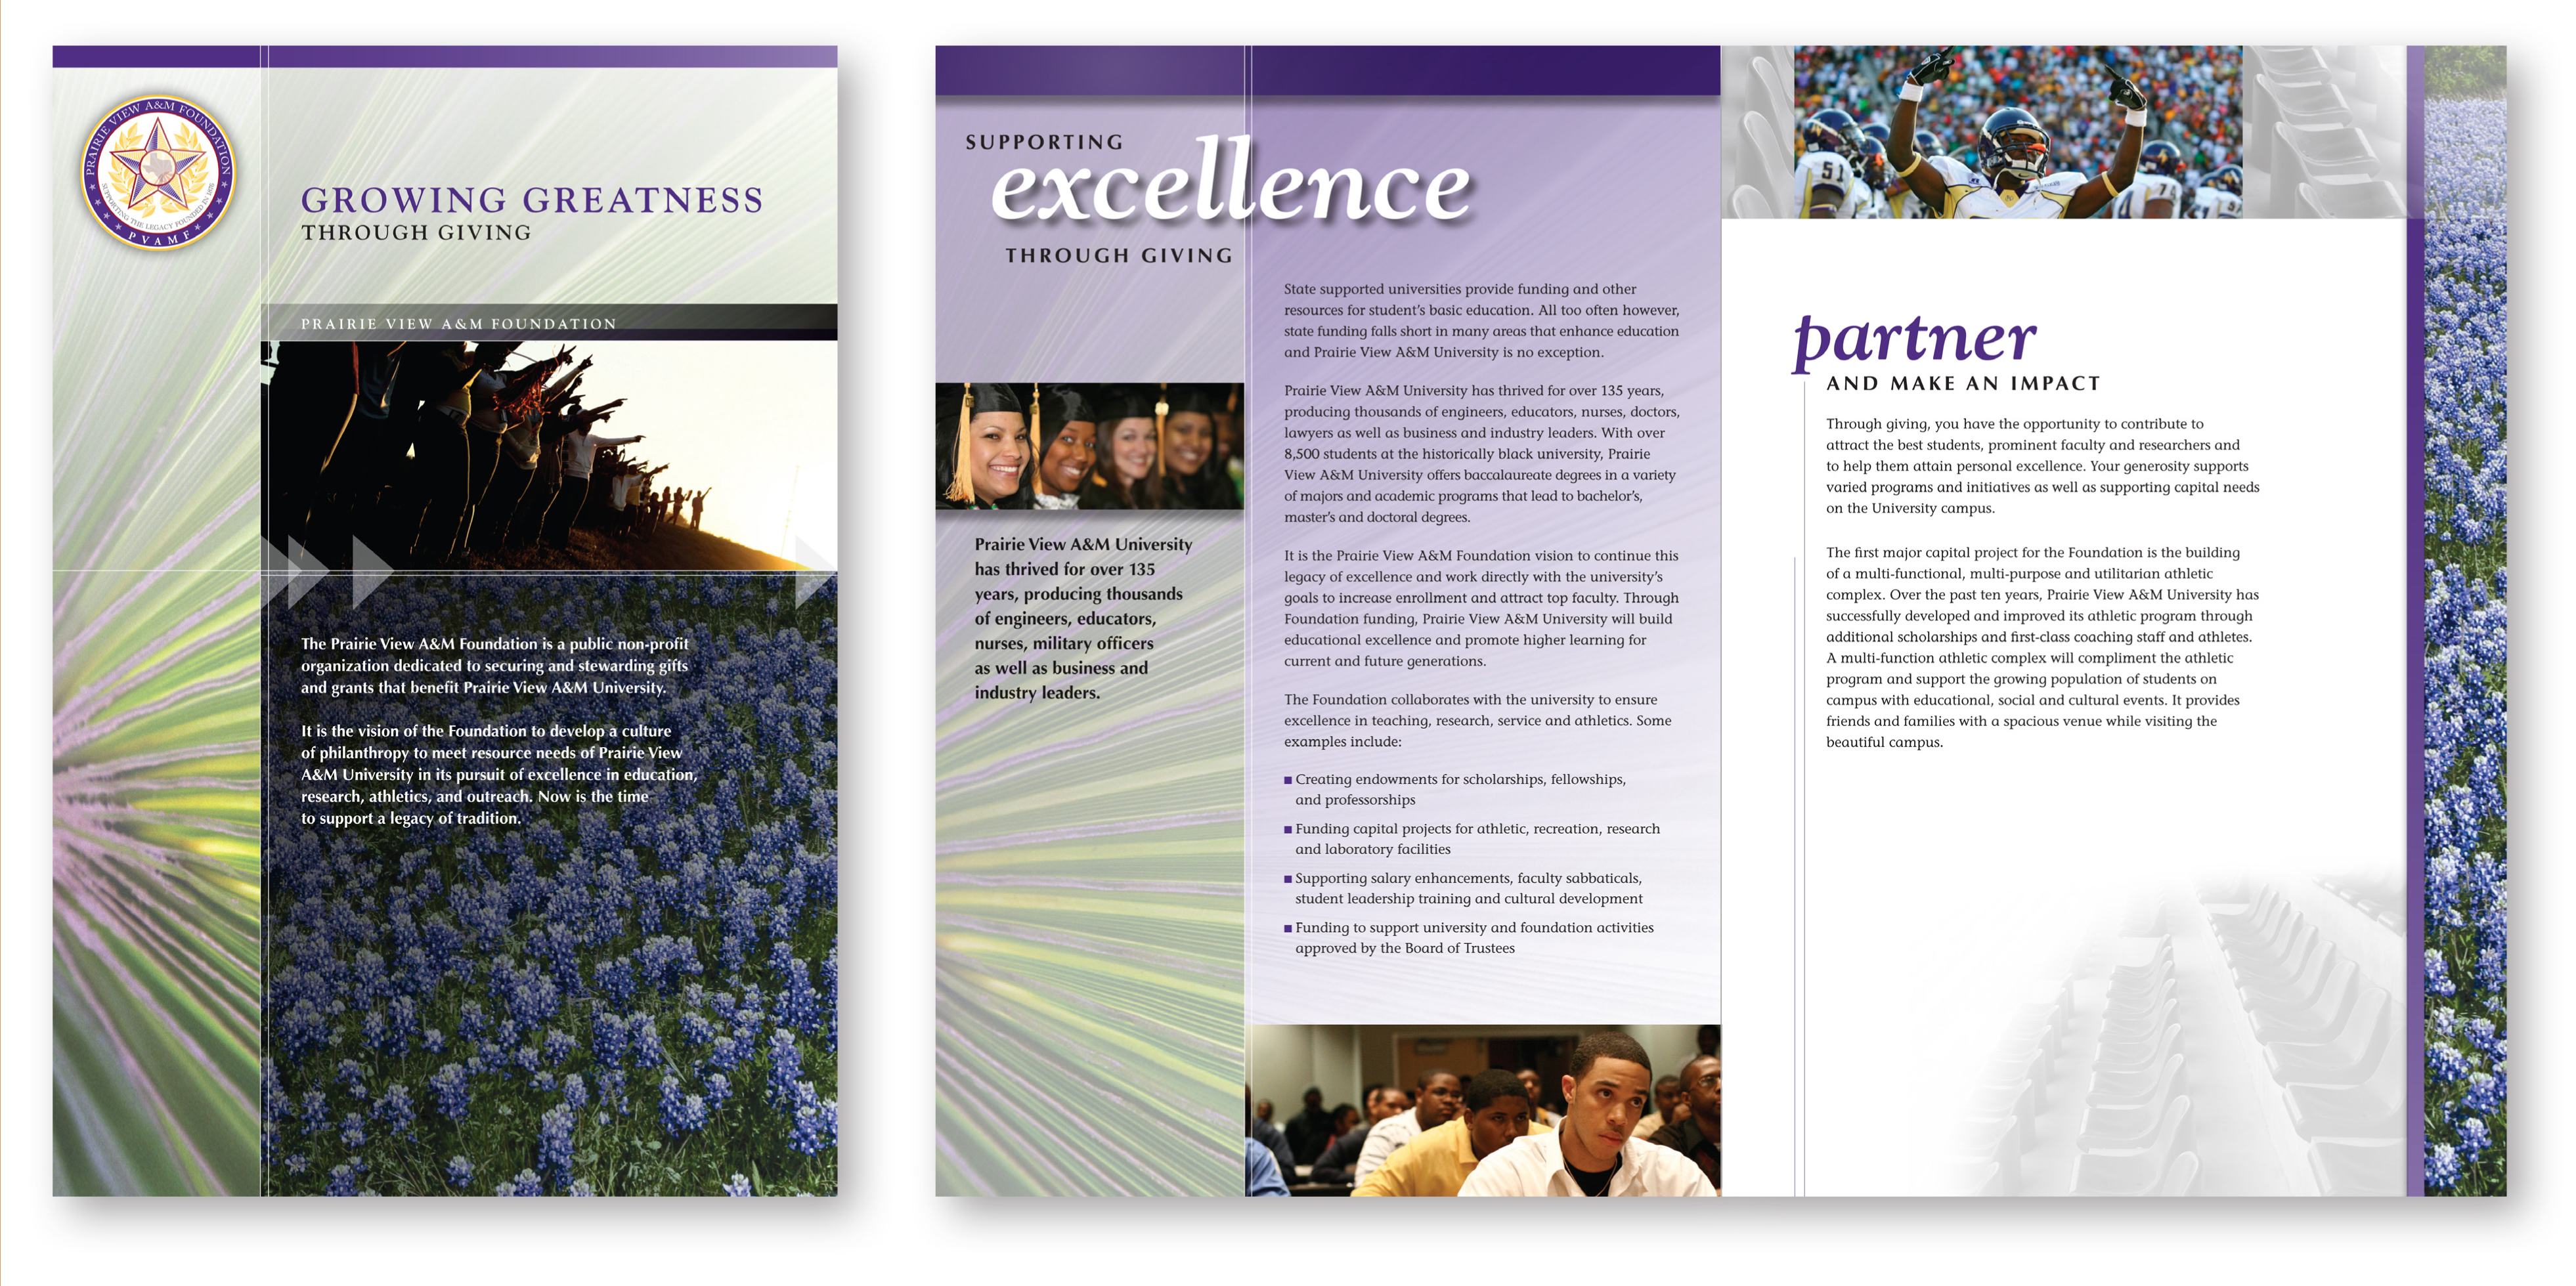 PRAIRIE VIEW A&M FOUNDATION
SUPPORTING THE LEGACY FOUNDED IN 1876
PVAMF
GROWING GREATNESS
THROUGH GIVING
PRAIRIE VIEW A&M FOUNDATION
The Prairie View A&M Foundation is a public non-profit
organization dedicated to securing and stewarding gifts
and grants that benefit Prairie View A&M University.
It is the vision of the Foundation to develop a culture
of philanthropy to meet resource needs of Prairie View
A&M University in its pursuit of excellence in education,
research, athletics, and outreach. Now is the time
to support a legacy of tradition.
SUPPORTING
excellence
THROUGH GIVING
Prairie View A&M University
has thrived for over 135
years, producing thousands
of engineers, educators,
nurses, military officers
as well as business and
industry leaders.
State supported universities provide funding and other
resources for student's basic education. All too often however,
state funding falls short in many areas that enhance education
and Prairie View A&M University is no exception.
Prairie View A&M University has thrived for over 135 years,
producing thousands of engineers, educators, nurses, doctors,
lawyers as well as business and industry leaders. With over
8,500 students at the historically black university, Prairie
View A&M University offers baccalaureate degrees in a variety
of majors and academic programs that lead to bachelor's,
master's and doctoral degrees.
It is the Prairie View A&M Foundation vision to continue this
legacy of excellence and work directly with the university's
goals to increase enrollment and attract top faculty. Through
Foundation funding, Prairie View A&M University will build
educational excellence and promote higher learning for
current and future generations.
The Foundation collaborates with the university to ensure
excellence in teaching, research, service and athletics. Some
examples include:
■ Creating endowments for scholarships, fellowships,
and professorships
■ Funding capital projects for athletic, recreation, research
and laboratory facilities
■ Supporting salary enhancements, faculty sabbaticals,
student leadership training and cultural development
■ Funding to support university and foundation activities
approved by the Board of Trustees
51
partner
AND MAKE AN IMPACT
Through giving, you have the opportunity to contribute to
attract the best students, prominent faculty and researchers and
to help them attain personal excellence. Your generosity supports
varied programs and initiatives as well as supporting capital needs
on the University campus.
The first major capital project for the Foundation is the building
of a multi-functional, multi-purpose and utilitarian athletic
complex. Over the past ten years, Prairie View A&M University has
successfully developed and improved its athletic program through
additional scholarships and first-class coaching staff and athletes.
A multi-function athletic complex will compliment the athletic
program and support the growing population of students on
campus with educational, social and cultural events. It provides
friends and families with a spacious venue while visiting the
beautiful campus.